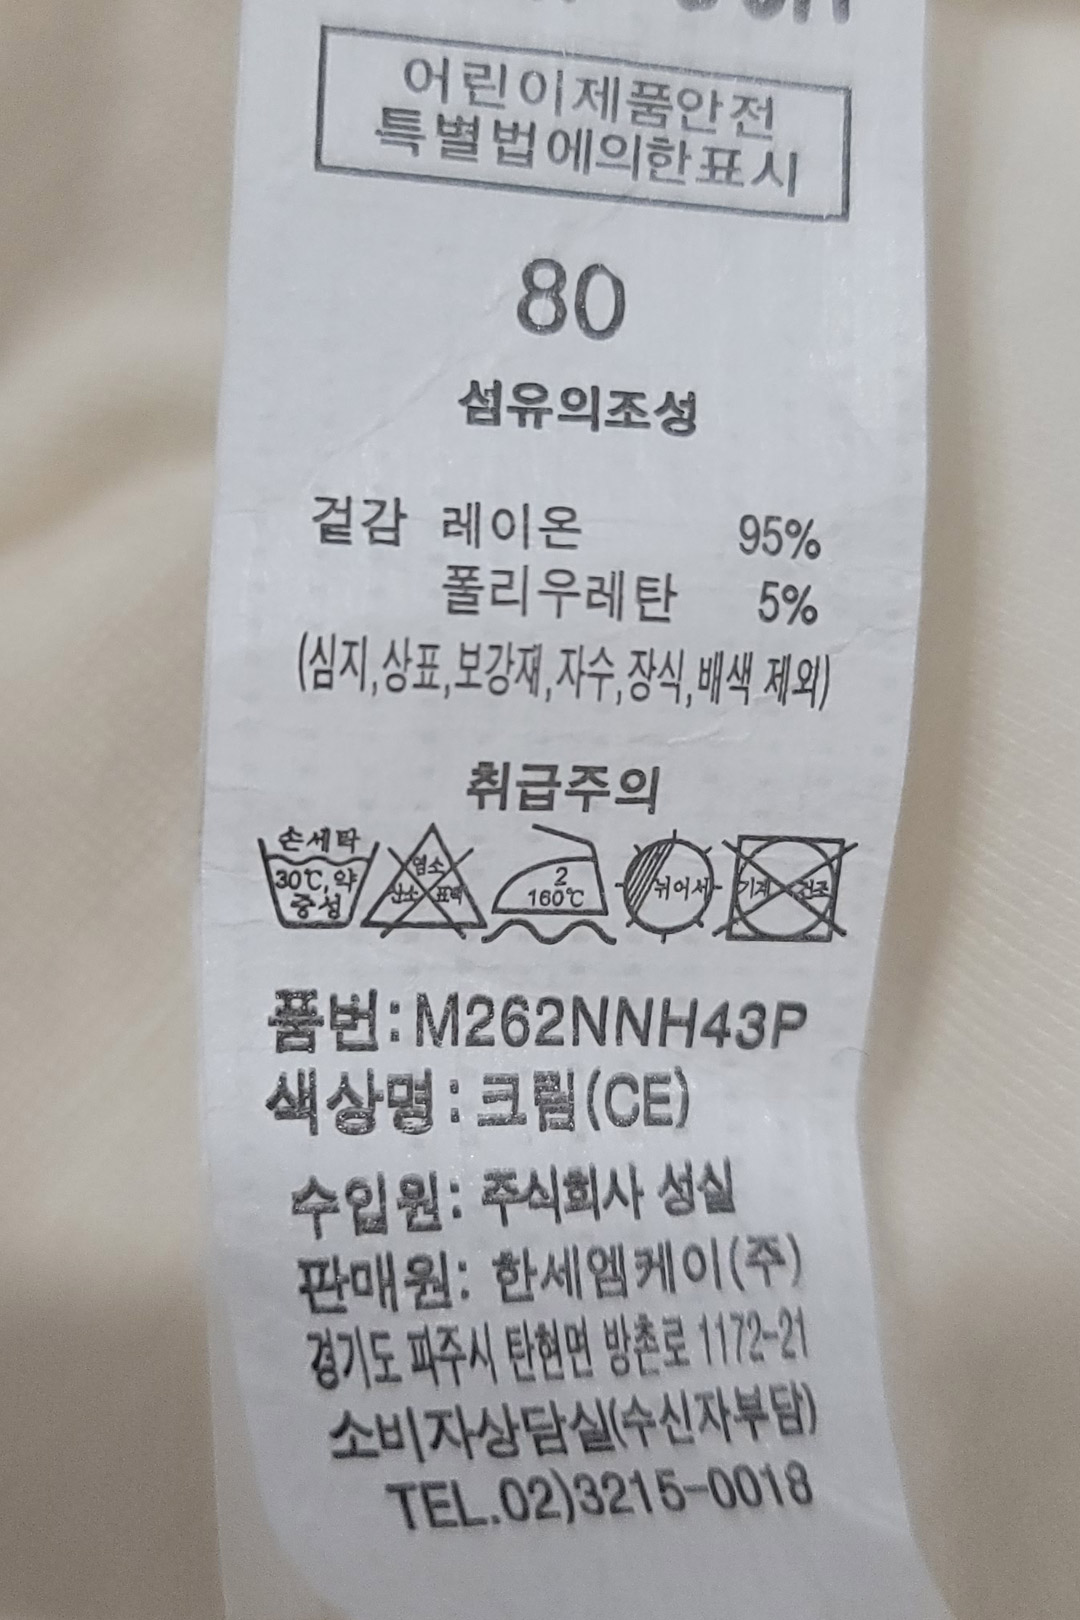 어린이제품안전
특별법에의한표시
80
섬유의조성
겉감 레이온 95%
폴리우레탄 5%
(심지,상표,보강재,자수,장식,배색 제외)
취급주의
손세탁
30℃, 약
중성
염소
산소 표백
2
160℃
뉘어서
기계 건조
품번:M262NNH43P
색상명:크림(CE)
수입원: 주식회사 성실
판매원: 한세엠케이(주)
경기도 파주시 탄현면 방촌로 1172-21
소비자상담실(수신자부담)
TEL.02)3215-0018